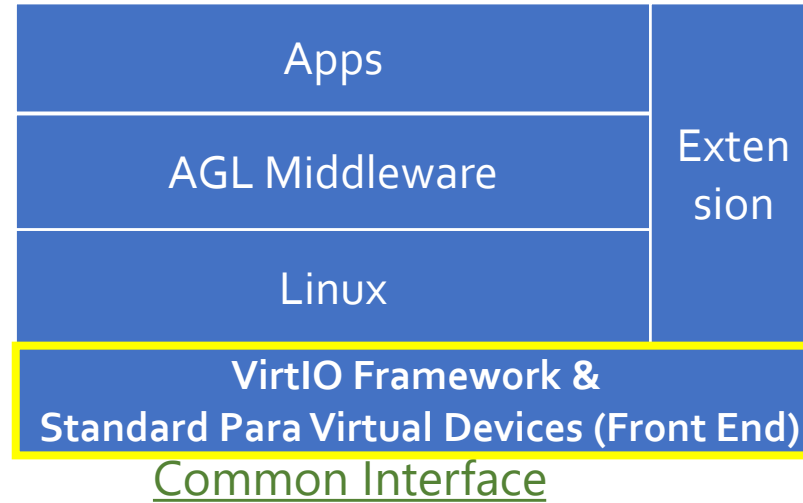 Apps
AGL Middleware
Linux
Exten
sion
VirtIO Framework &
Standard Para Virtual Devices (Front End)
Common Interface